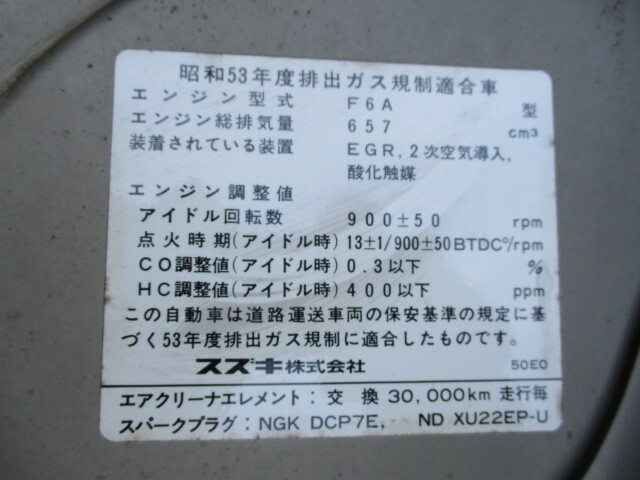 昭和53年度排出ガス規制適合車
エンジン型式 F6A 型
エンジン総排気量 657 cm³
装着されている装置 EGR,2次空気導入,
酸化触媒
エンジン調整値
アイドル回転数 900±50 rpm
点火時期(アイドル時) 13±1/900±50 BTDC°/rpm
CO調整値(アイドル時) 0.3以下 %
HC調整値(アイドル時) 400以下 ppm
この自動車は道路運送車両の保安基準の規定に基
づく53年度排出ガス規制に適合したものです。
スズキ株式会社 50E0
エアクリーナエレメント: 交換 30,000km 走行毎
スパークプラグ: NGK DCP7E, ND XU22EP-U